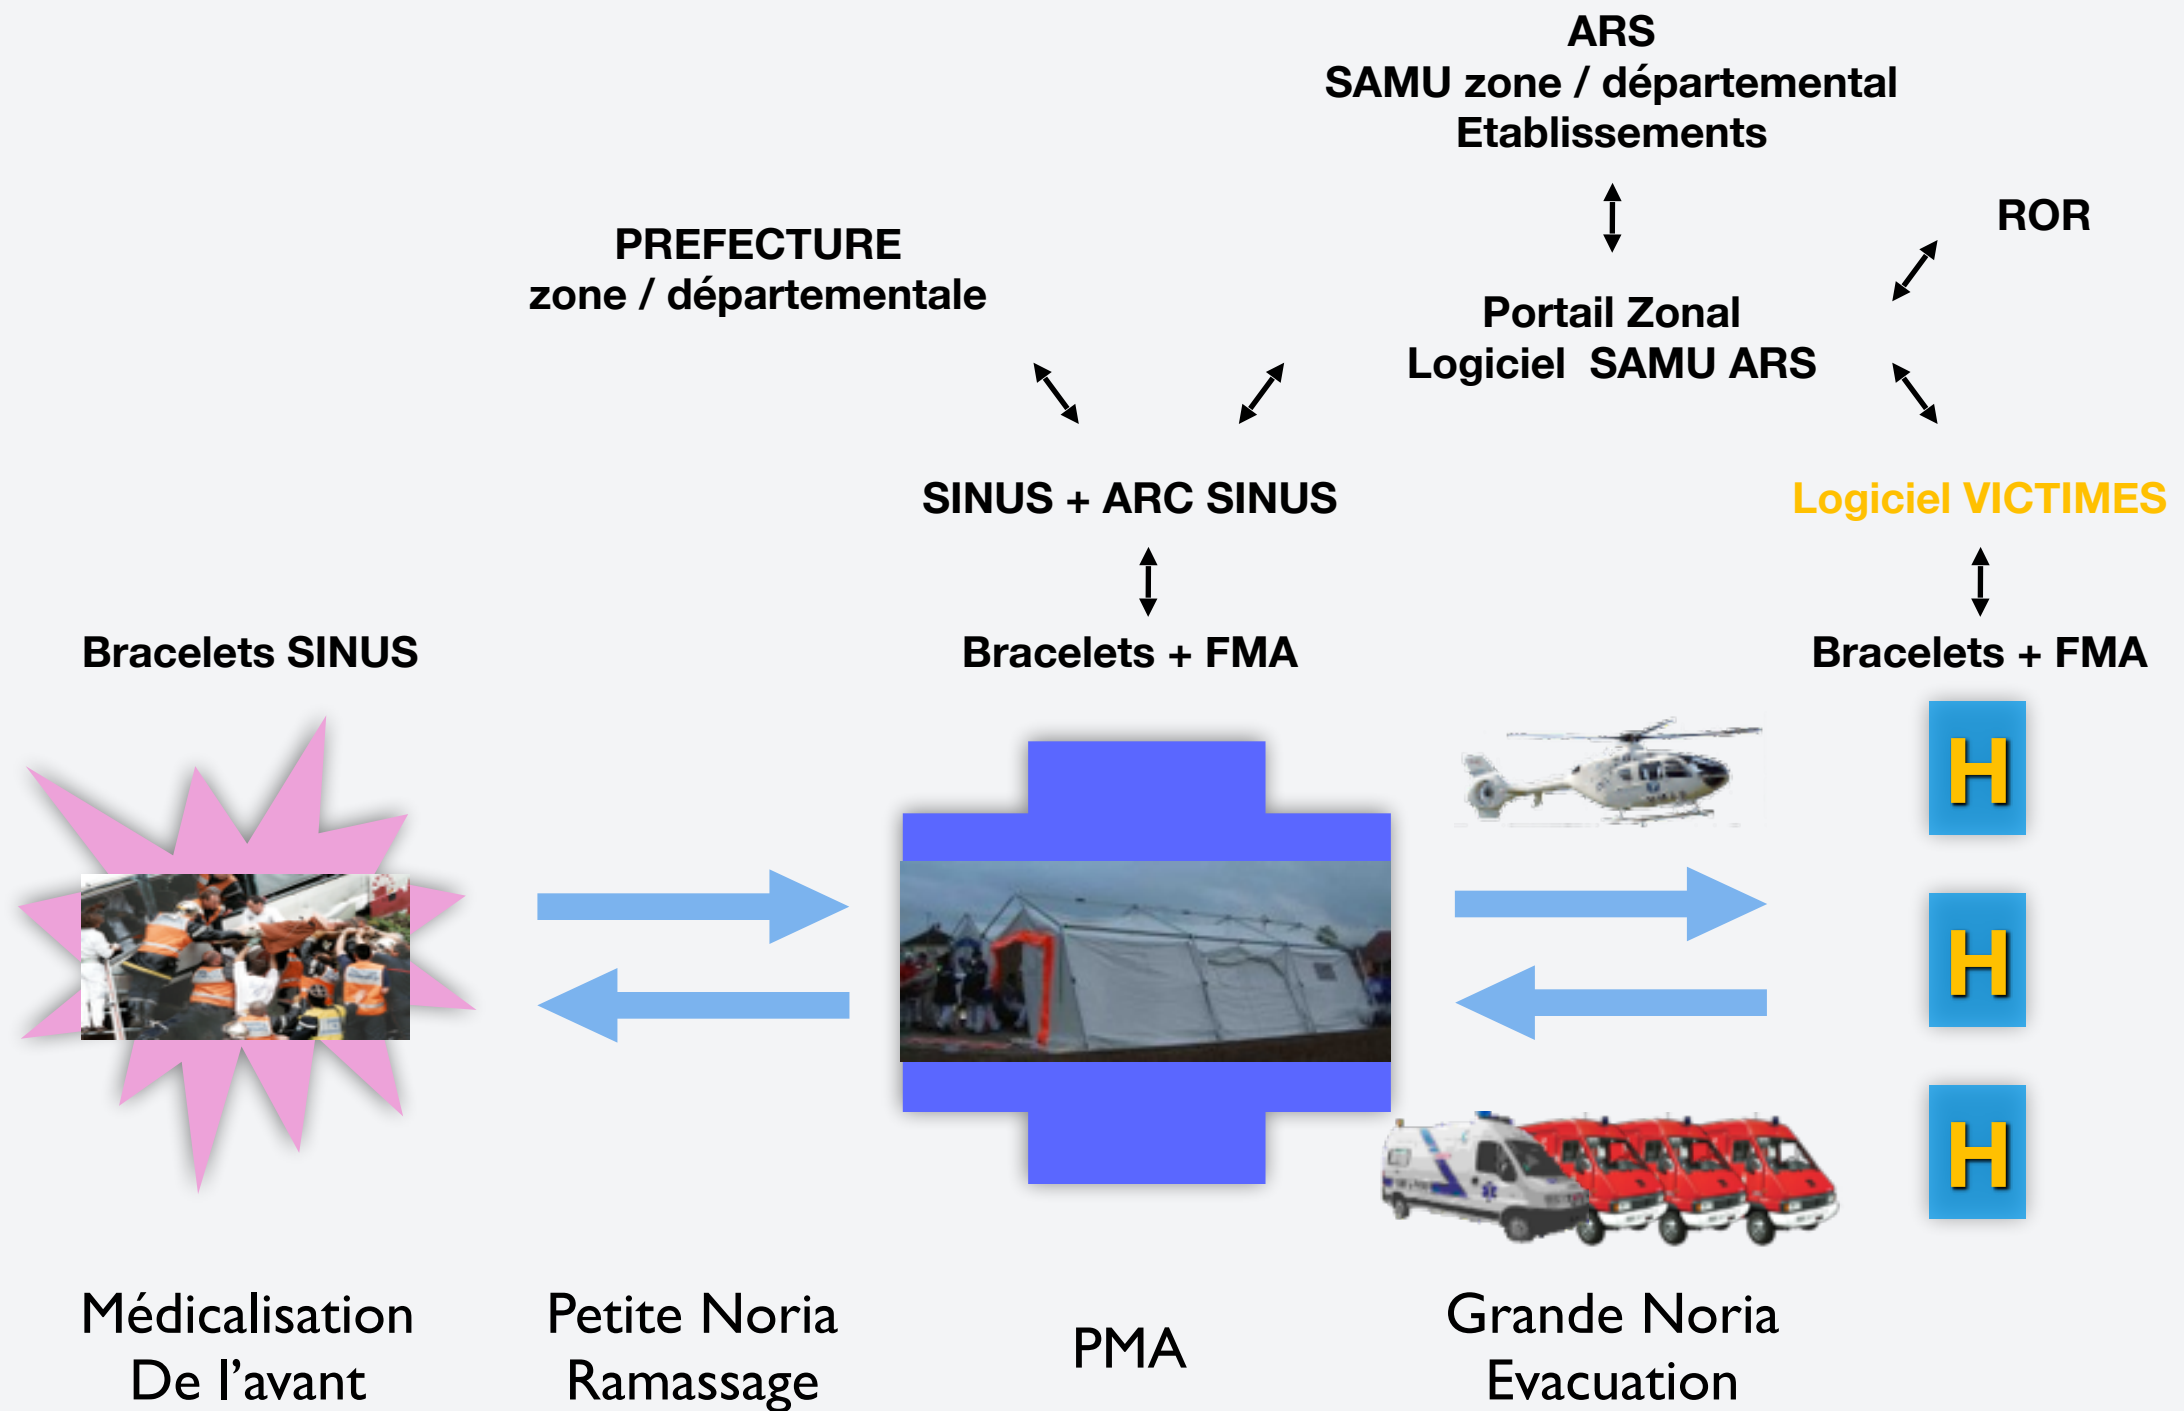 ARS
SAMU zone / départemental
Etablissements
ROR
PREFECTURE
zone / départementale
Portail Zonal
Logiciel SAMU ARS
SINUS + ARC SINUS
Logiciel VICTIMES
Bracelets SINUS
Bracelets + FMA
Bracelets + FMA
H
H
H
Médicalisation
De l'avant
Petite Noria
Ramassage
PMA
Grande Noria
Evacuation